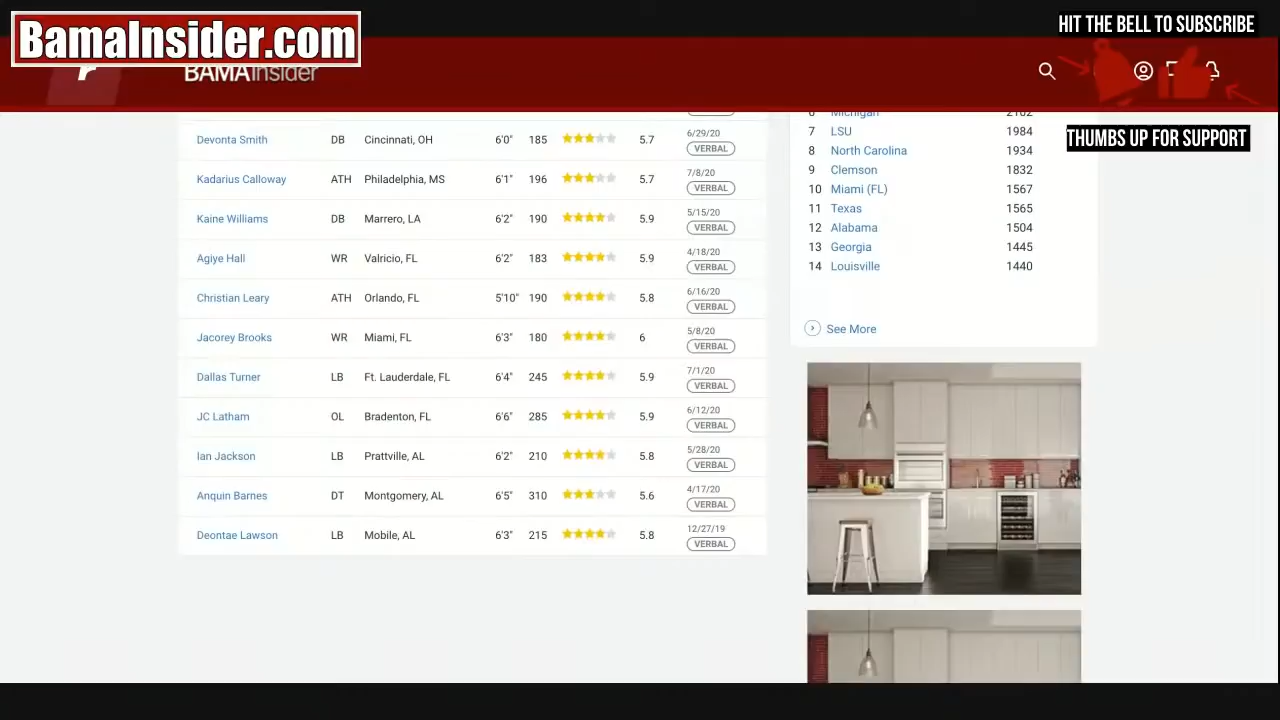 BamaInsider.com
HIT THE BELL TO SUBSCRIBE
BAMAInsider
THUMBS UP FOR SUPPORT
Devonta Smith DB Cincinnati, OH 6'0" 185 5.7 6/29/20 VERBAL
Kadarius Calloway ATH Philadelphia, MS 6'1" 196 5.7 7/8/20 VERBAL
Kaine Williams DB Marrero, LA 6'2" 190 5.9 5/15/20 VERBAL
Agiye Hall WR Valricio, FL 6'2" 183 5.9 4/18/20 VERBAL
Christian Leary ATH Orlando, FL 5'10" 190 5.8 6/16/20 VERBAL
Jacorey Brooks WR Miami, FL 6'3" 180 6 5/8/20 VERBAL
Dallas Turner LB Ft. Lauderdale, FL 6'4" 245 5.9 7/1/20 VERBAL
JC Latham OL Bradenton, FL 6'6" 285 5.9 6/12/20 VERBAL
Ian Jackson LB Prattville, AL 6'2" 210 5.8 5/28/20 VERBAL
Anquin Barnes DT Montgomery, AL 6'5" 310 5.6 4/17/20 VERBAL
Deontae Lawson LB Mobile, AL 6'3" 215 5.8 12/27/19 VERBAL
6 Michigan 2102
7 LSU 1984
8 North Carolina 1934
9 Clemson 1832
10 Miami (FL) 1567
11 Texas 1565
12 Alabama 1504
13 Georgia 1445
14 Louisville 1440
See More